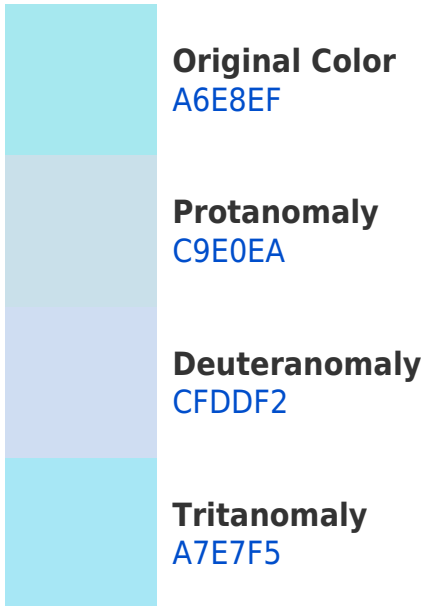 Original Color
A6E8EF
Protanomaly
C9E0EA
Deuteranomaly
CFDDF2
Tritanomaly
A7E7F5